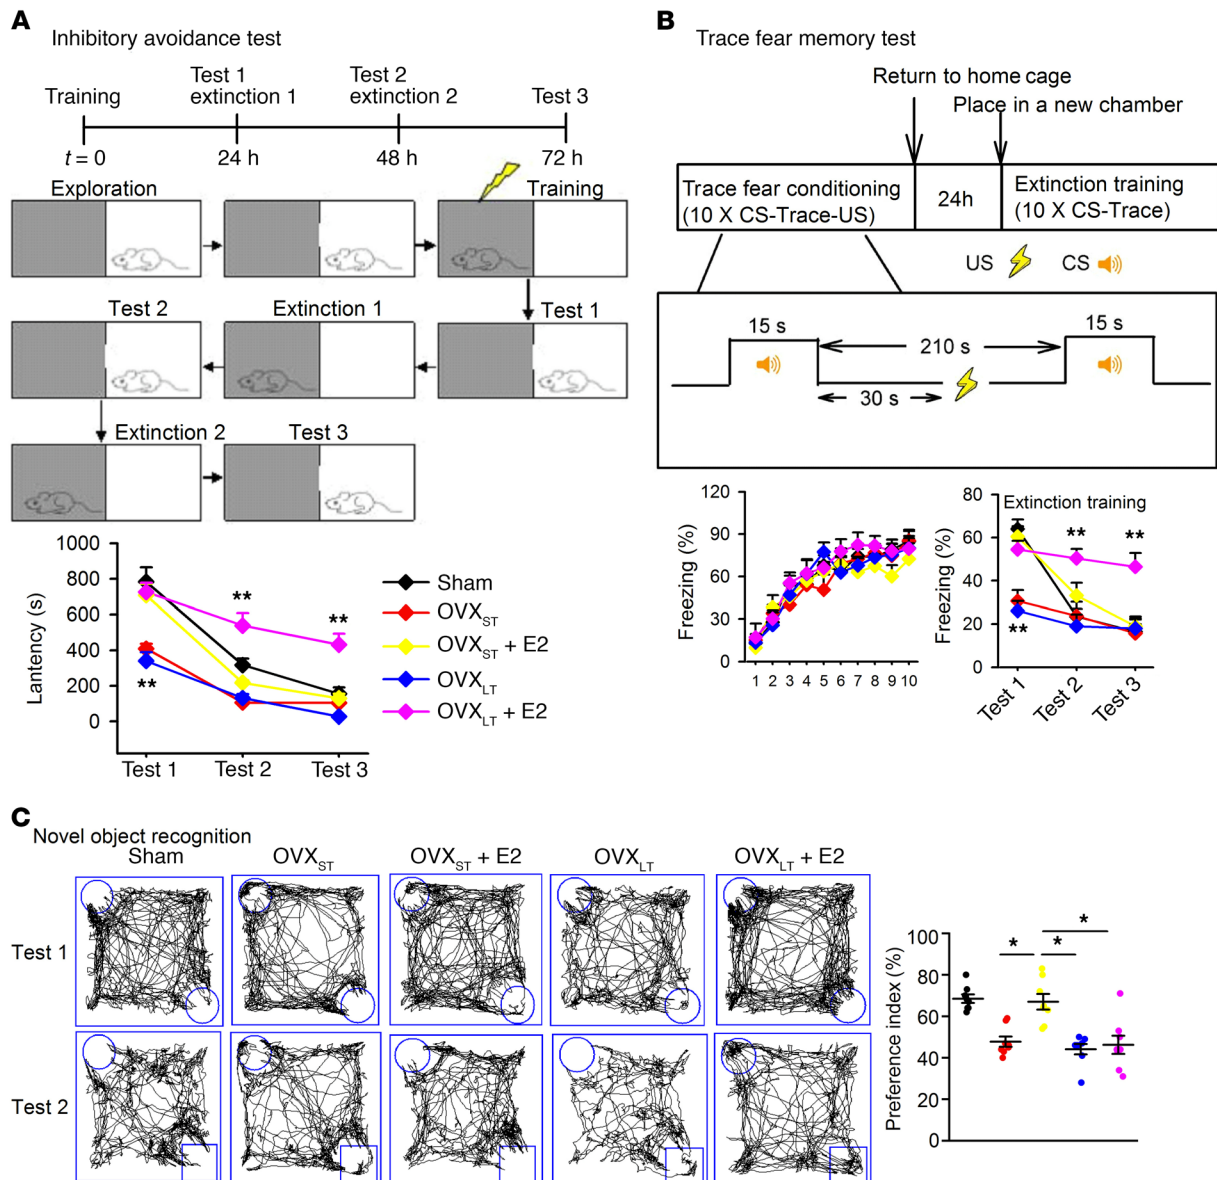 A
Inhibitory avoidance test
Training
Test 1
extinction 1
Test 2
extinction 2
Test 3
t = 0
24 h
48 h
72 h
Exploration
Training
Test 2
Extinction 1
Test 1
Extinction 2
Test 3
1000
800
600
400
200
0
Lantency (s)
**
**
**
Test 1
Test 2
Test 3
Sham
OVXST
OVXST + E2
OVXLT
OVXLT + E2
B
Trace fear memory test
Return to home cage
Place in a new chamber
Trace fear conditioning
(10 X CS-Trace-US)
24h
Extinction training
(10 X CS-Trace)
US
CS
15 s
210 s
15 s
30 s
120
90
60
30
0
Freezing (%)
1 2 3 4 5 6 7 8 9 10
Extinction training
80
60
40
20
0
Freezing (%)
**
**
**
Test 1
Test 2
Test 3
C
Novel object recognition
Sham
OVXST
OVXST + E2
OVXLT
OVXLT + E2
Test 1
Test 2
100
80
60
40
20
0
Preference index (%)
*
*
*